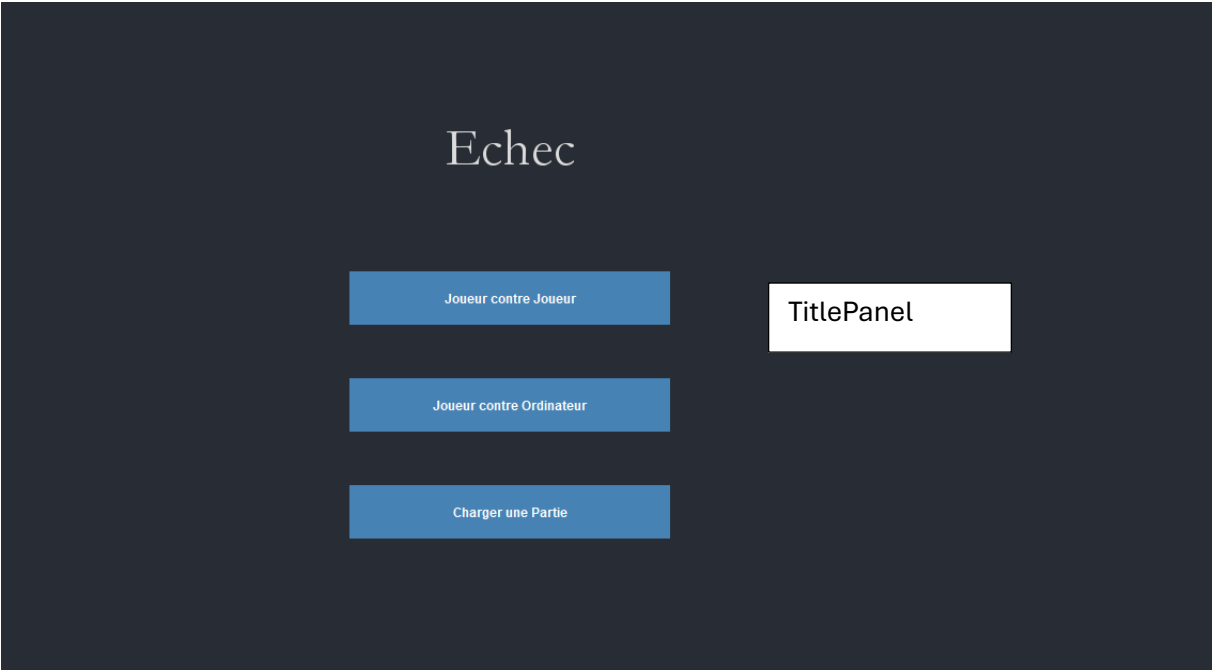 Echec
Joueur contre Joueur
TitlePanel
Joueur contre Ordinateur
Charger une Partie